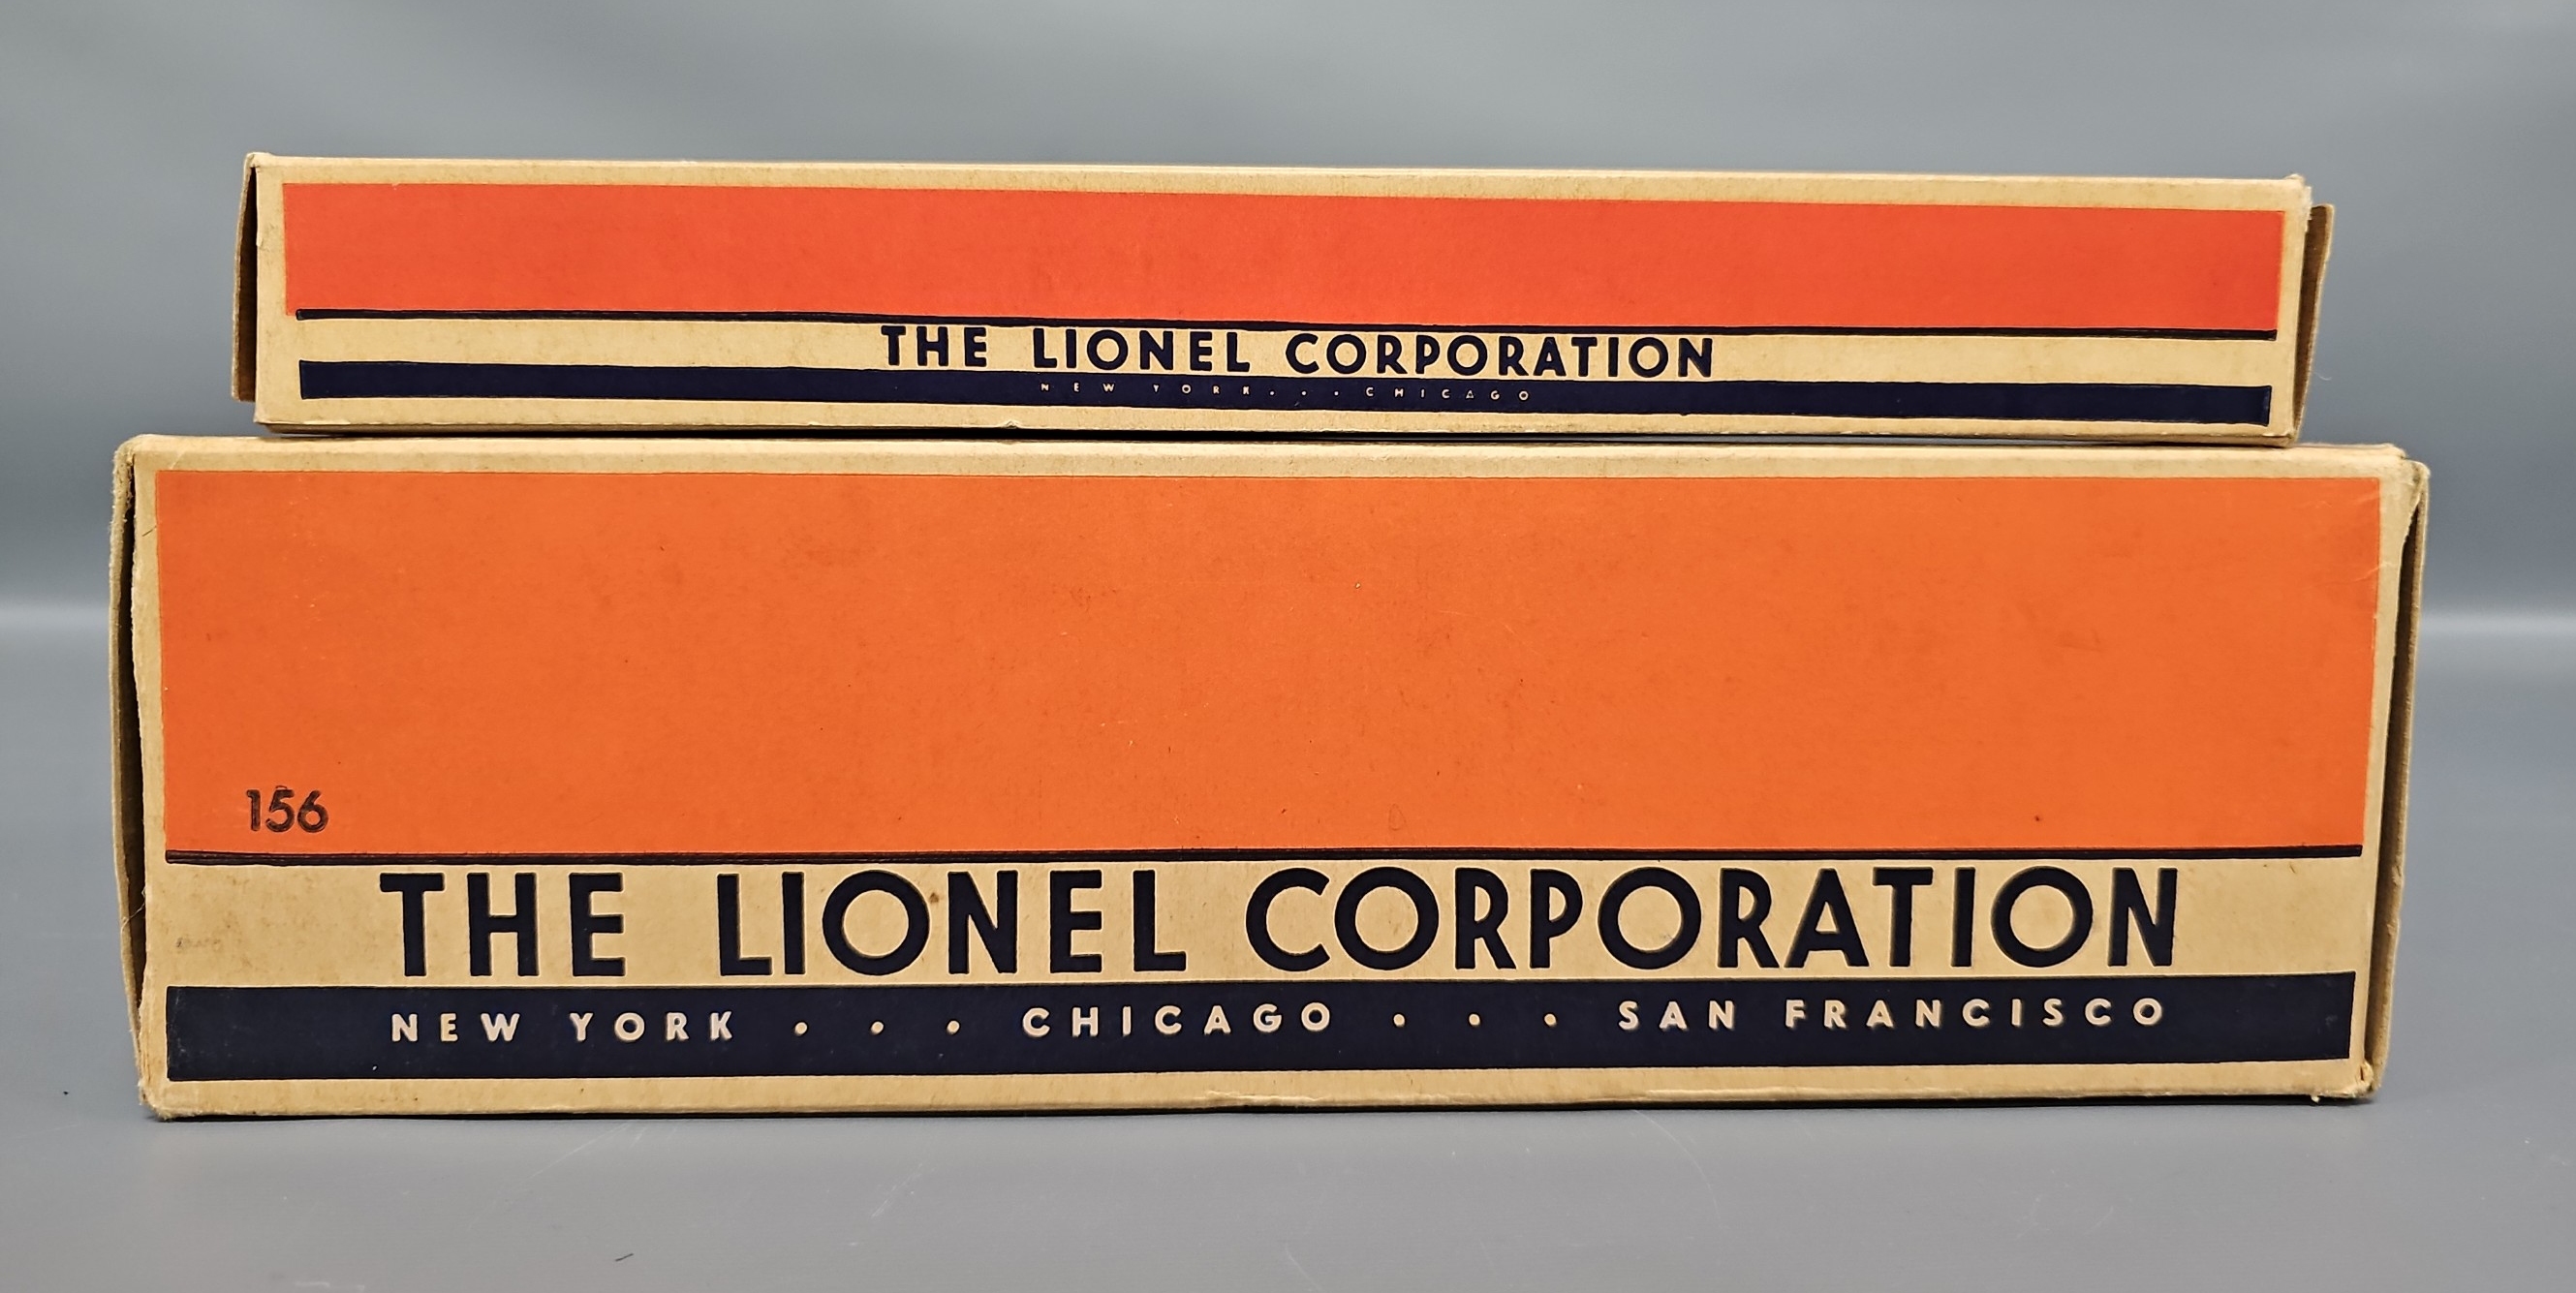 THE LIONEL CORPORATION
NEW YORK . . . CHICAGO
156
THE LIONEL CORPORATION
NEW YORK . . . CHICAGO . . . SAN FRANCISCO